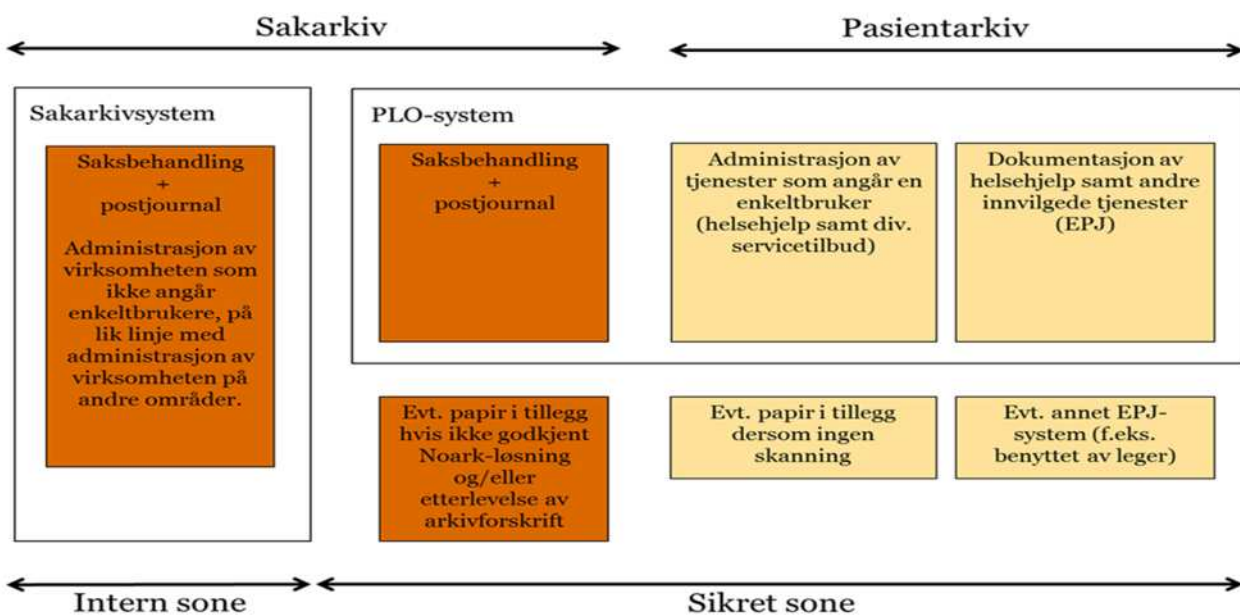 Sakarkiv
Pasientarkiv
Sakarkivsystem
Saksbehandling
+
postjournal
Administrasjon av
virksomheten som
ikke angår
enkeltbrukere, på
lik linje med
administrasjon av
virksomheten på
andre områder.
PLO-system
Saksbehandling
+
postjournal
Administrasjon av
tjenester som angår en
enkeltbruker
(helsehjelp samt div.
servicetilbud)
Dokumentasjon av
helsehjelp samt andre
innvilgede tjenester
(EPJ)
Evt. papir i tillegg
hvis ikke godkjent
Noark-løsning
og/eller
etterlevelse av
arkivforskrift
Evt. papir i tillegg
dersom ingen
skanning
Evt. annet EPJ-
system (f.eks.
benyttet av leger)
Intern sone
Sikret sone